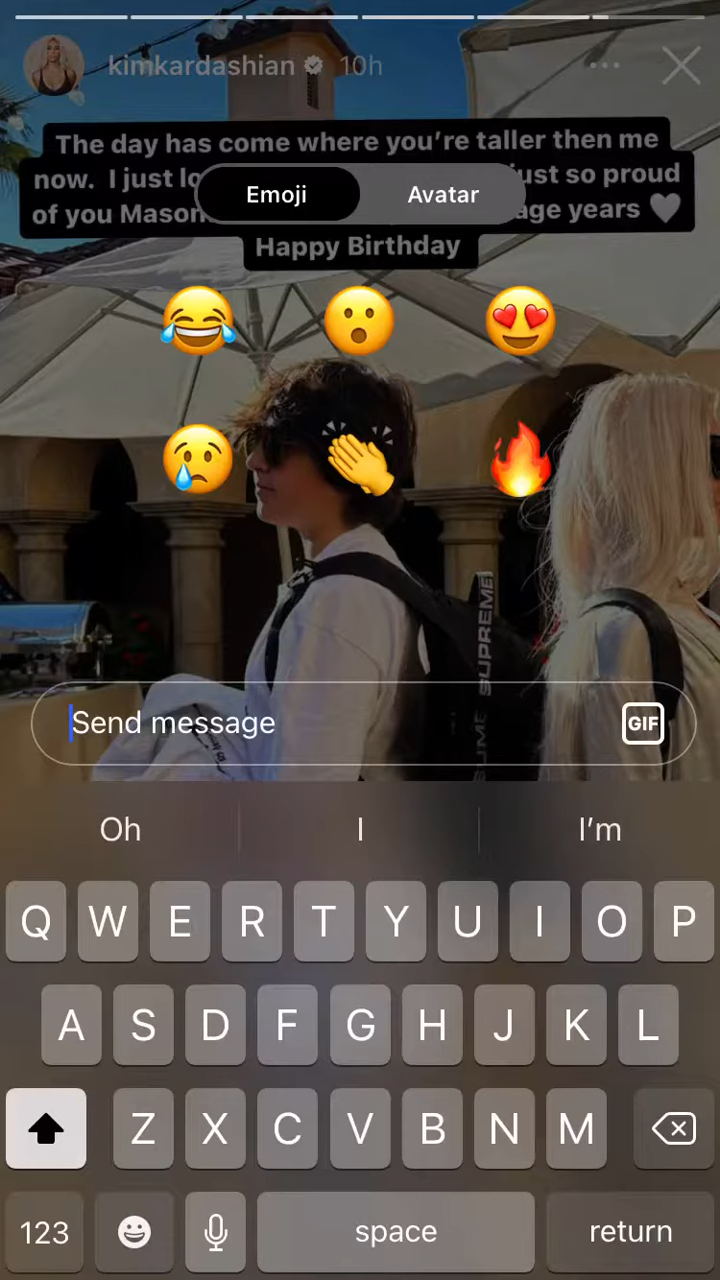 kimkardashian 10h
The day has come where you're taller then me
now. I just lo ust so proud
of you Mason age years
Happy Birthday
Emoji Avatar
SUPREME
Send message GIF
Oh I I'm
Q W E R T Y U I O P
A S D F G H J K L
Z X C V B N M
123 space return